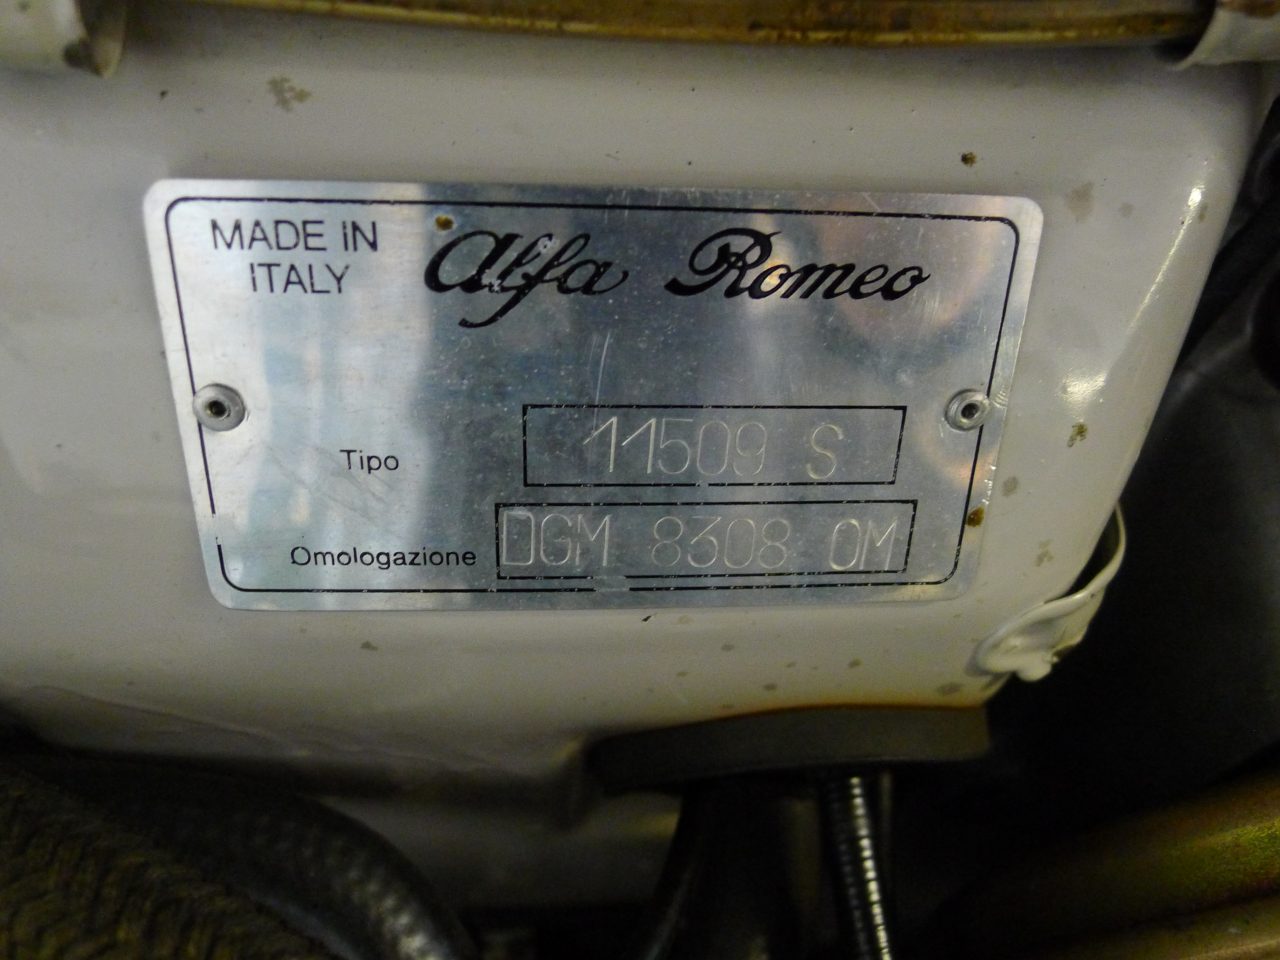 MADE IN
ITALY
Alfa Romeo
Tipo 11509 S
Omologazione DGM 8308 OM